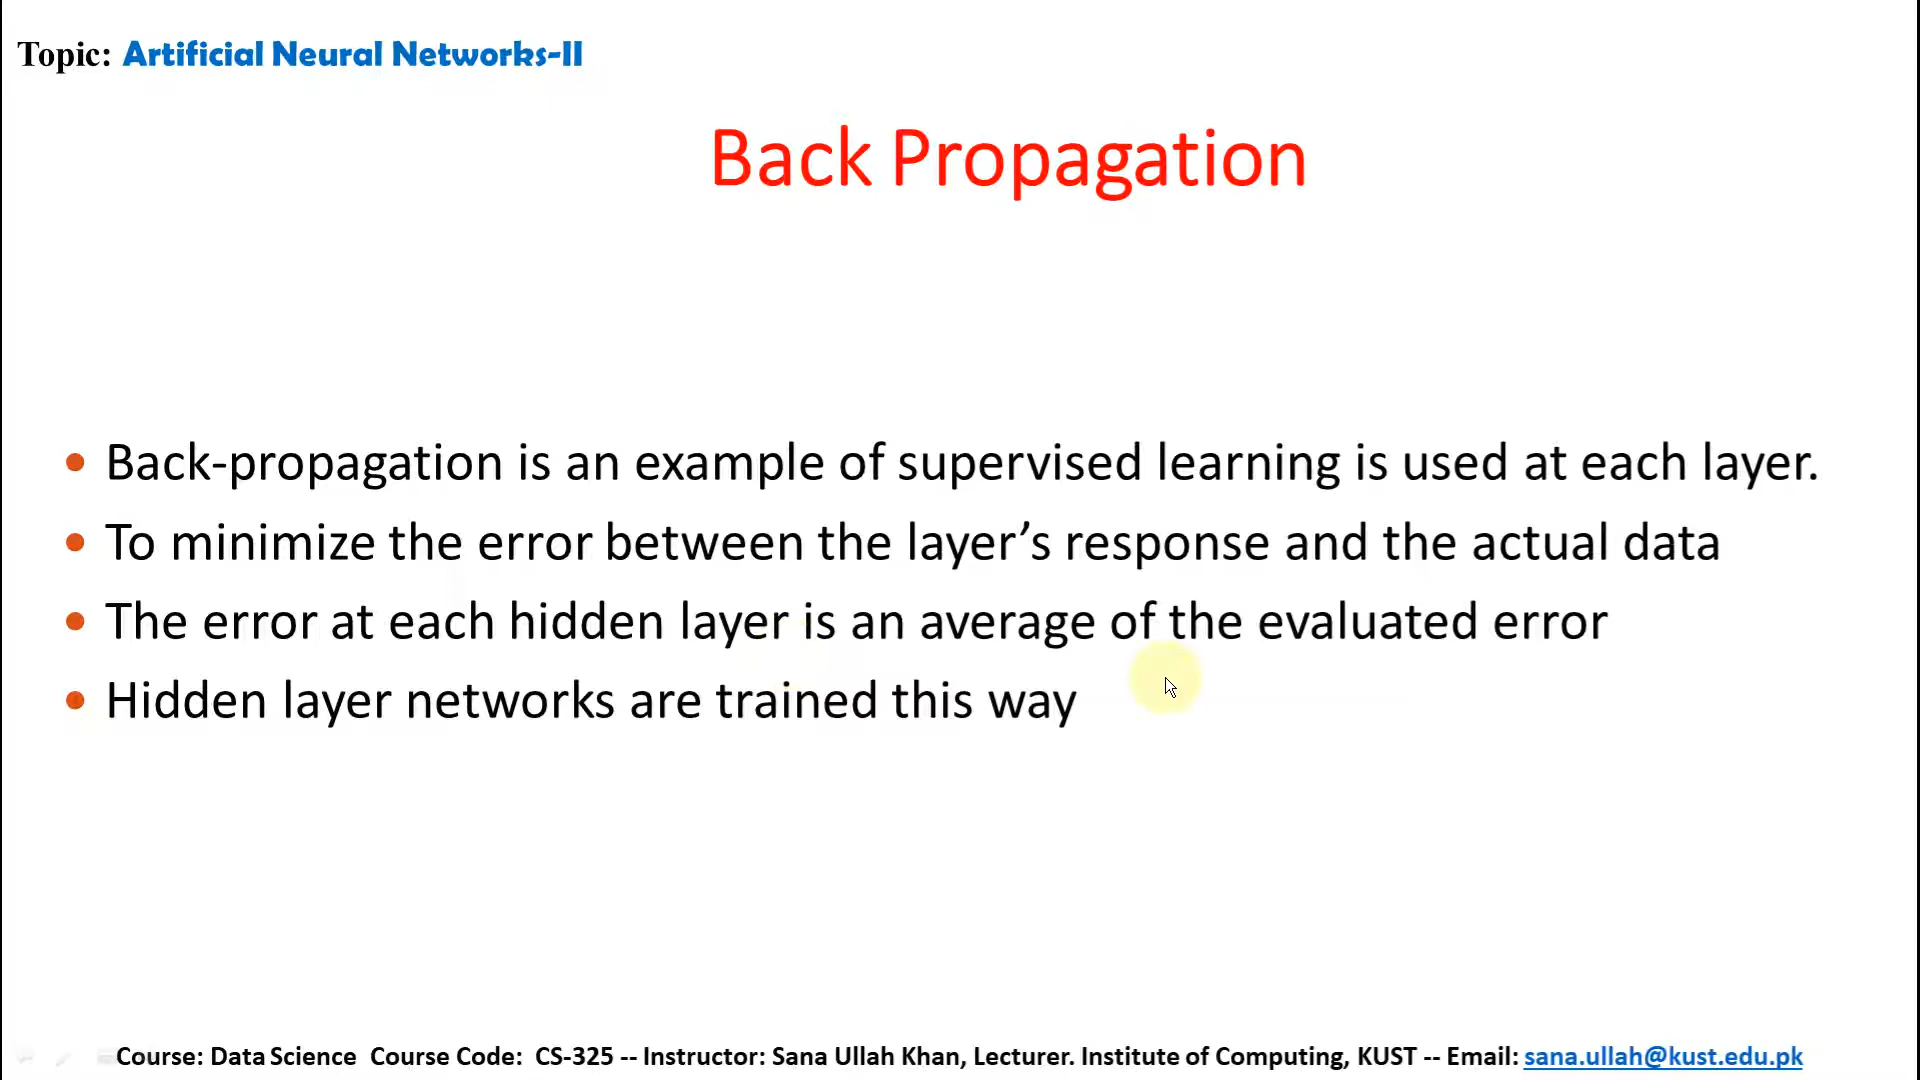 Topic: Artificial Neural Networks-II
Back Propagation
• Back-propagation is an example of supervised learning is used at each layer.
• To minimize the error between the layer’s response and the actual data
• The error at each hidden layer is an average of the evaluated error
• Hidden layer networks are trained this way
Course: Data Science Course Code: CS-325 -- Instructor: Sana Ullah Khan, Lecturer. Institute of Computing, KUST -- Email: sana.ullah@kust.edu.pk